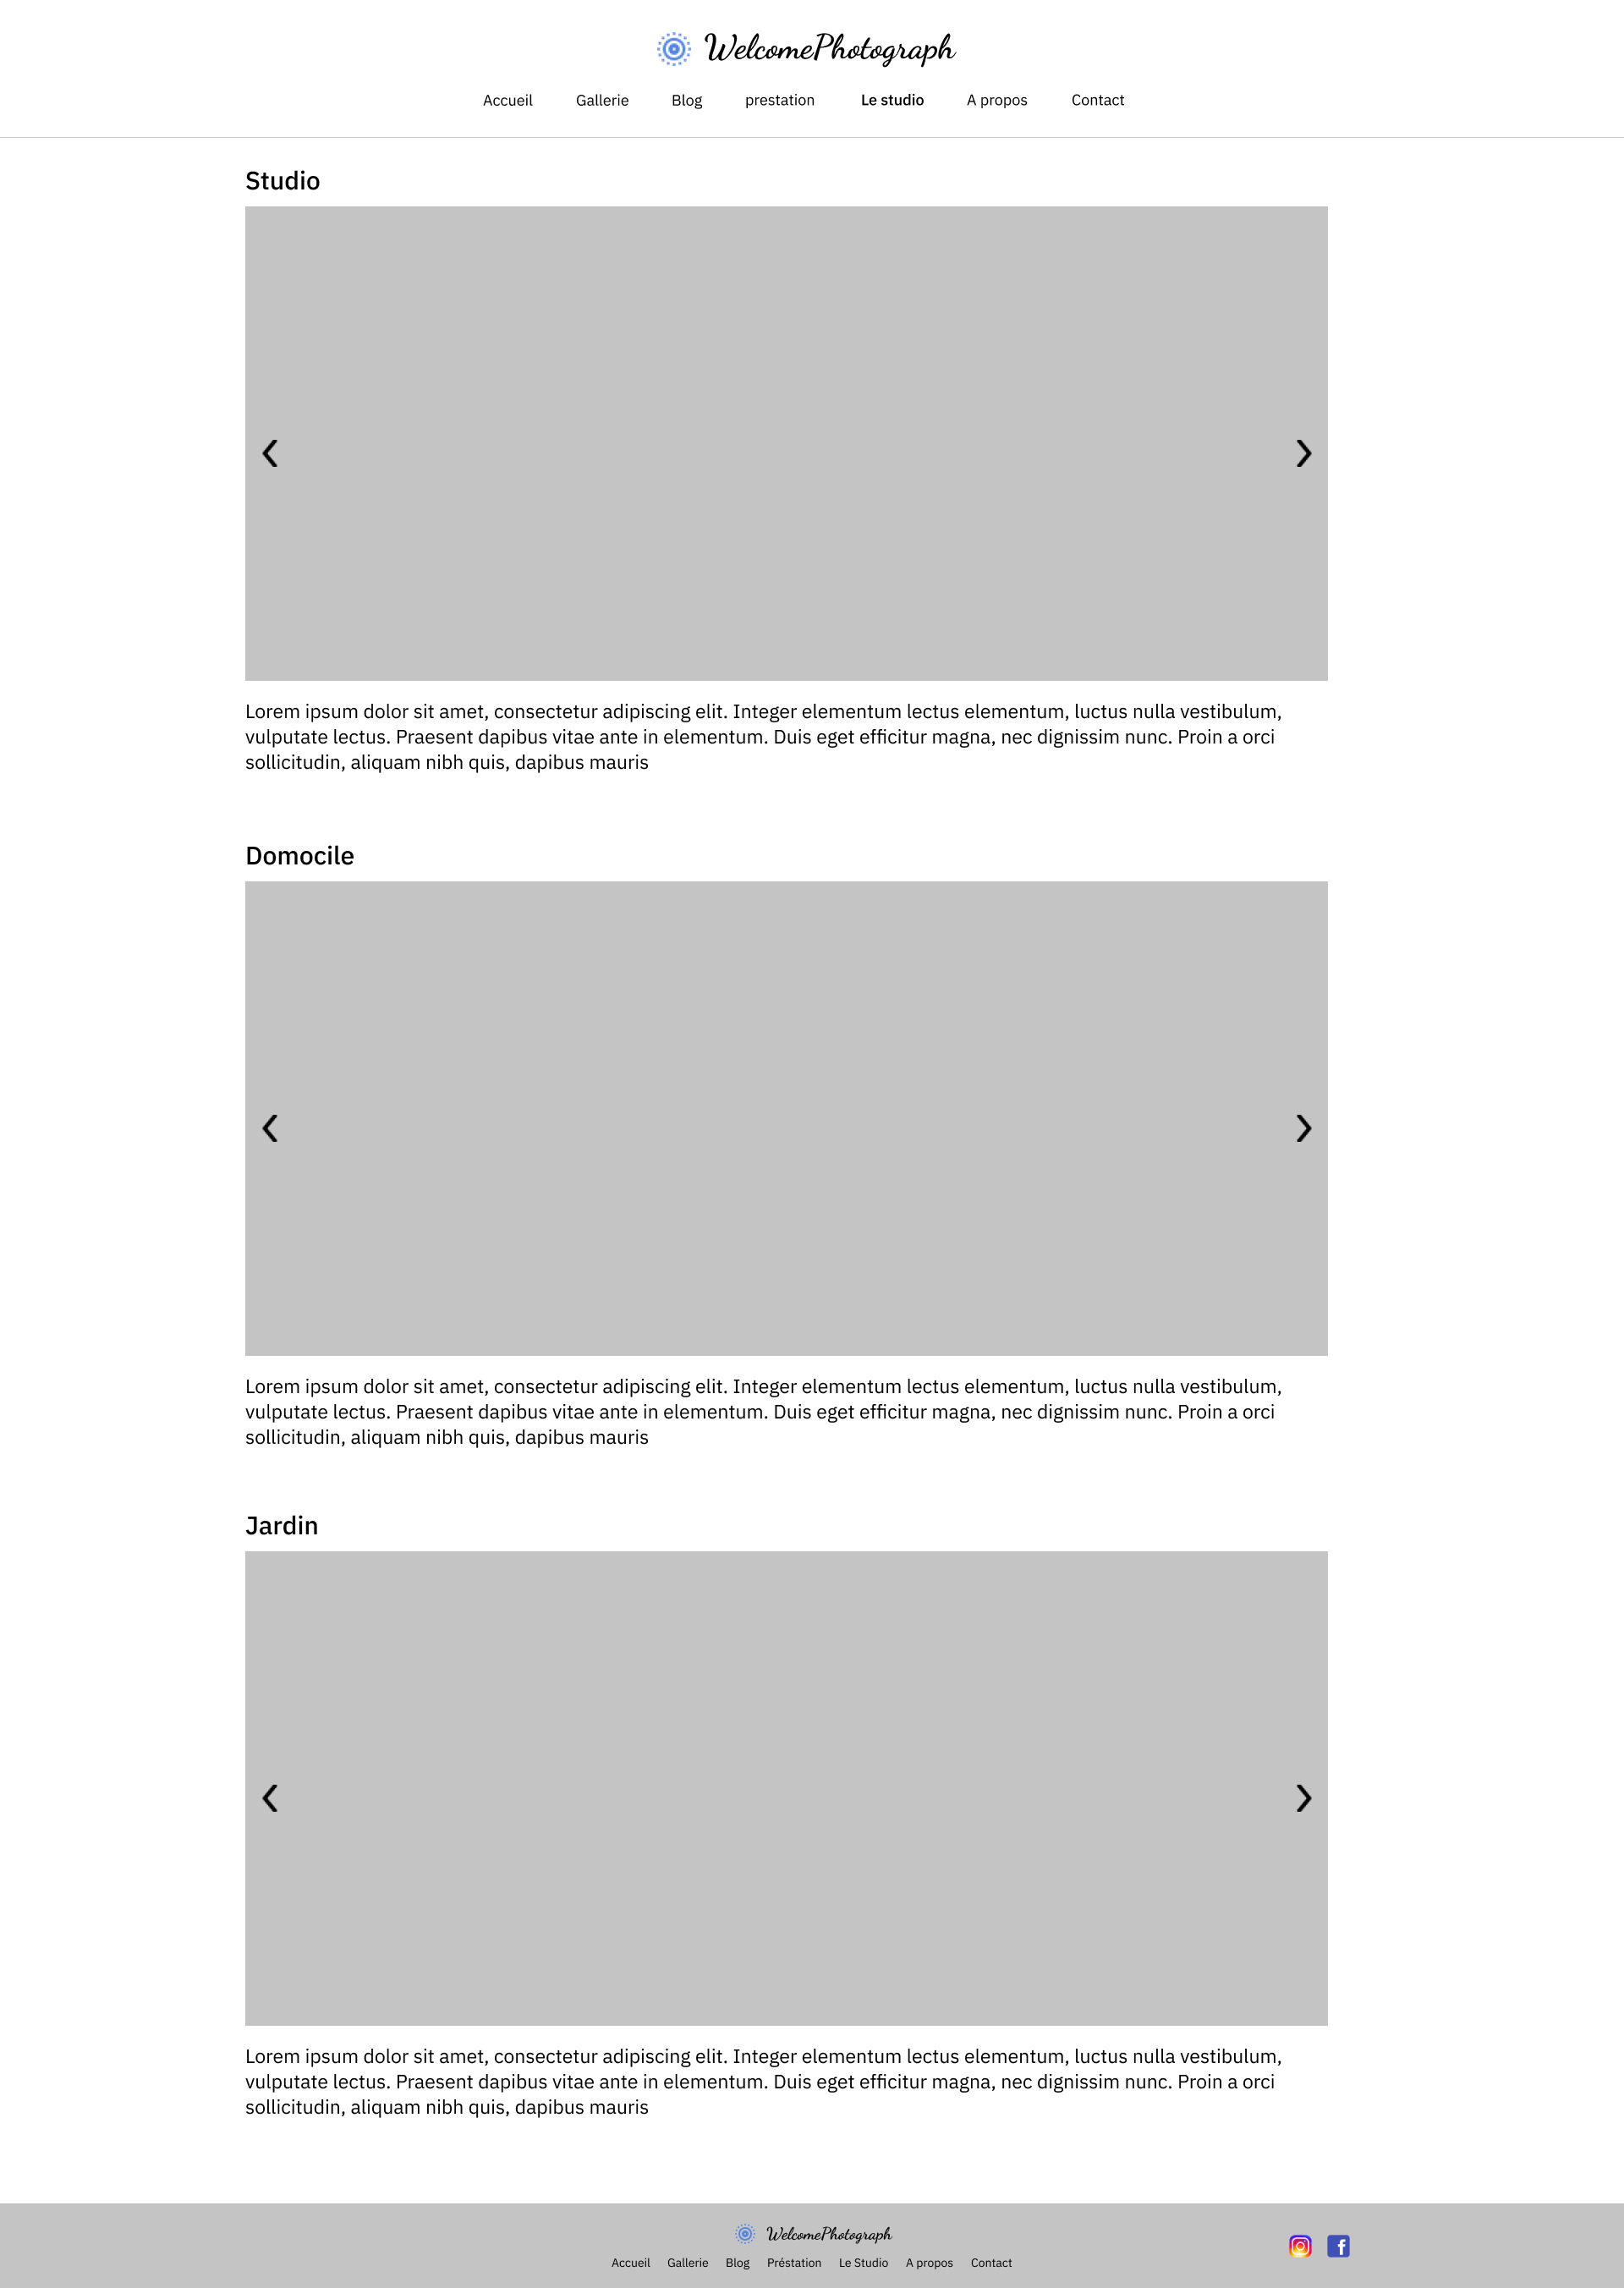 WelcomePhotograph
Accueil Gallerie Blog prestation Le studio A propos Contact
Studio
Lorem ipsum dolor sit amet, consectetur adipiscing elit. Integer elementum lectus elementum, luctus nulla vestibulum,
vulputate lectus. Praesent dapibus vitae ante in elementum. Duis eget efficitur magna, nec dignissim nunc. Proin a orci
sollicitudin, aliquam nibh quis, dapibus mauris
Domocile
Lorem ipsum dolor sit amet, consectetur adipiscing elit. Integer elementum lectus elementum, luctus nulla vestibulum,
vulputate lectus. Praesent dapibus vitae ante in elementum. Duis eget efficitur magna, nec dignissim nunc. Proin a orci
sollicitudin, aliquam nibh quis, dapibus mauris
Jardin
Lorem ipsum dolor sit amet, consectetur adipiscing elit. Integer elementum lectus elementum, luctus nulla vestibulum,
vulputate lectus. Praesent dapibus vitae ante in elementum. Duis eget efficitur magna, nec dignissim nunc. Proin a orci
sollicitudin, aliquam nibh quis, dapibus mauris
WelcomePhotograph
Accueil Gallerie Blog Préstation Le Studio A propos Contact